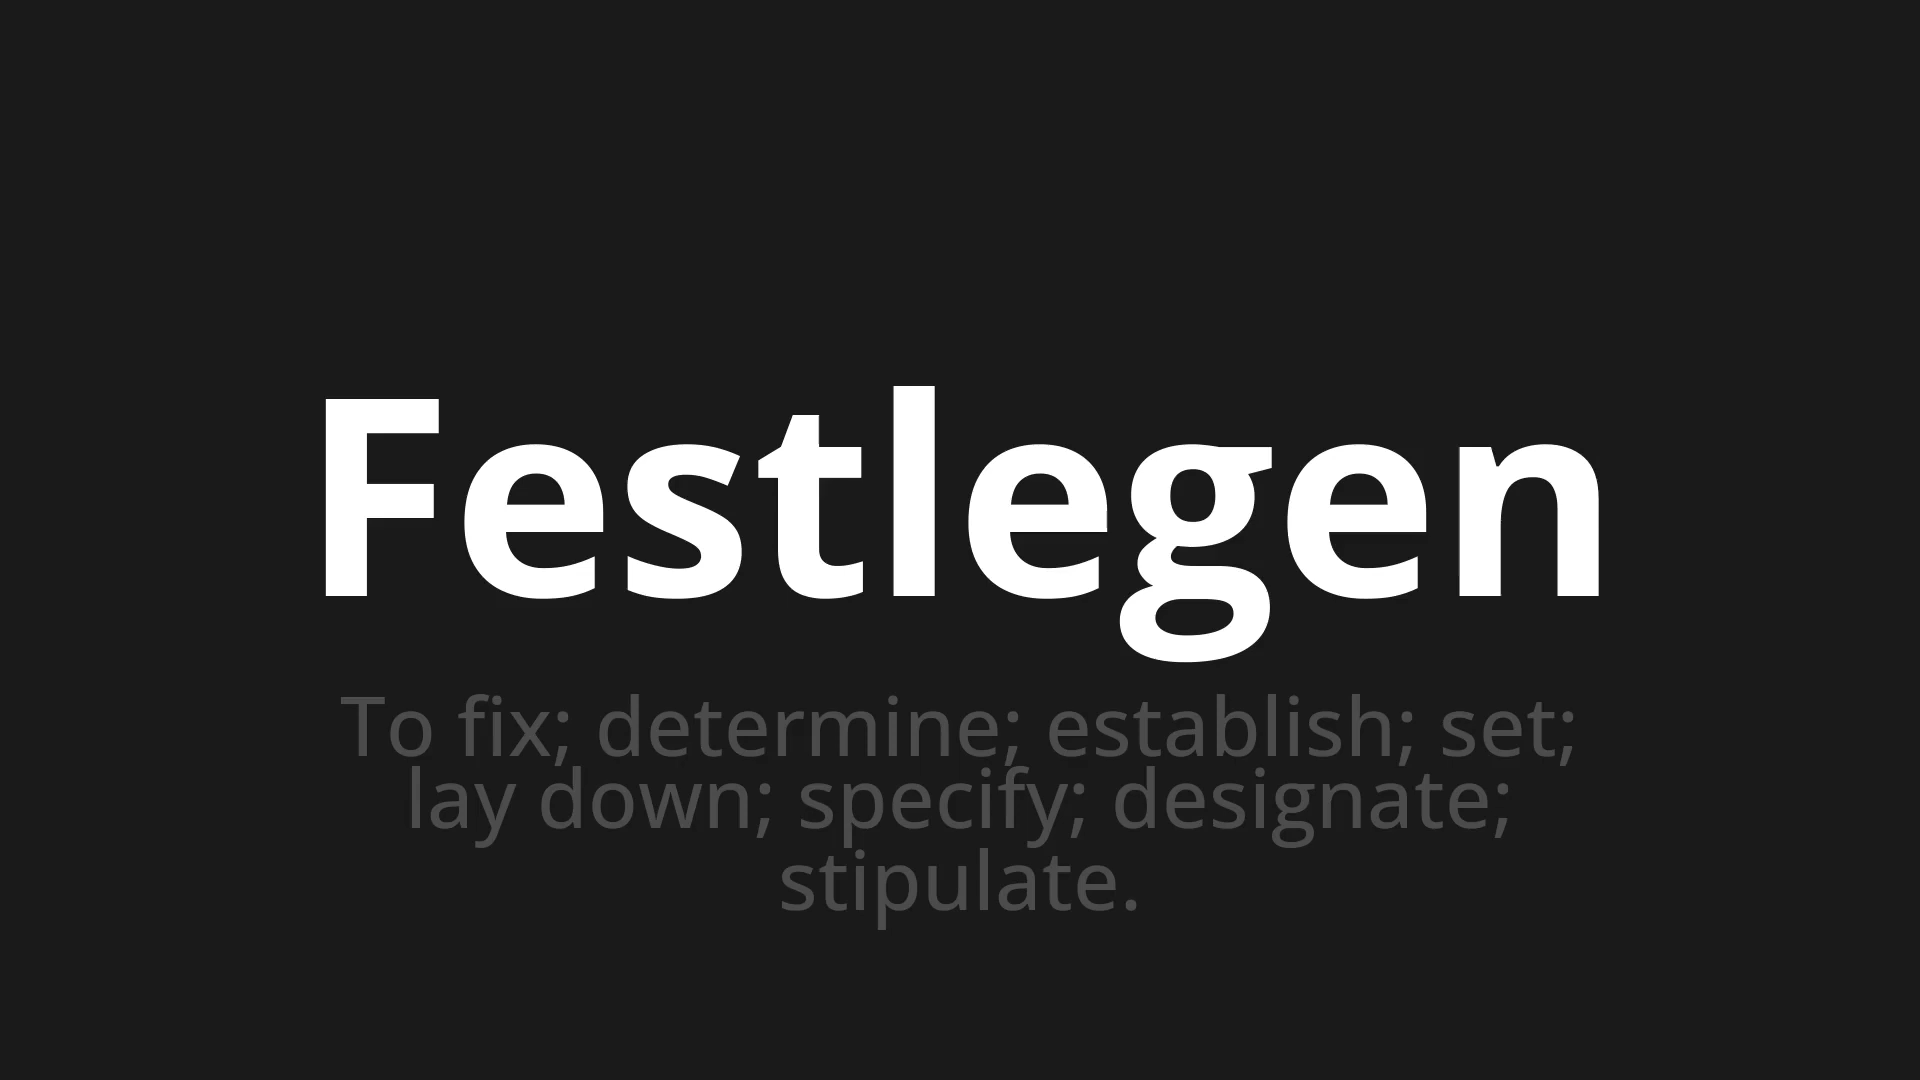 Festlegen
To fix; determine; establish; set;
lay down; specify; designate;
stipulate.